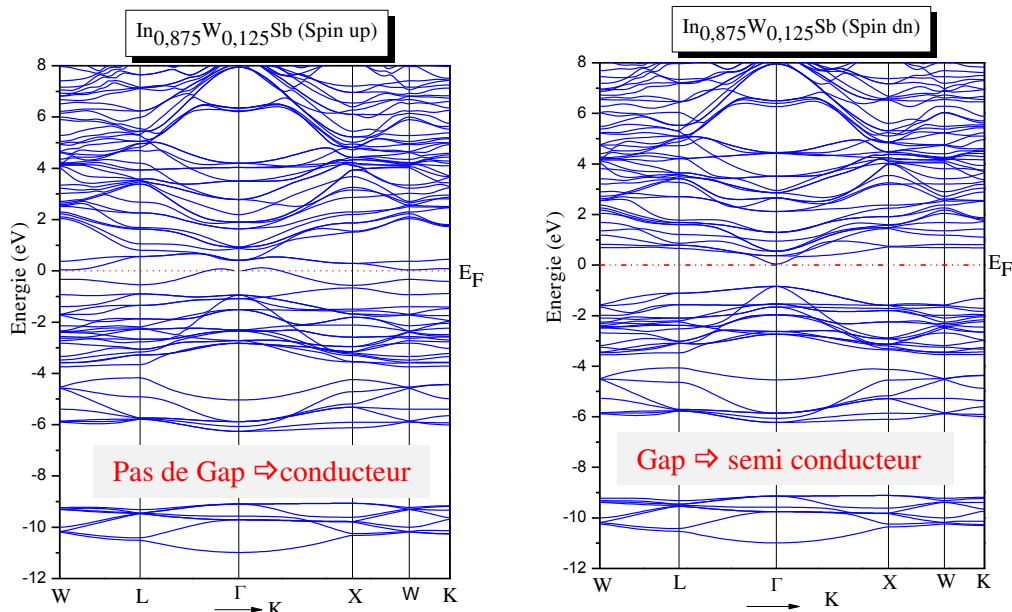 In0,875W0,125Sb (Spin up)
8
6
4
2
0
-2
-4
-6
-8
-10
-12
Energie (eV)
EF
Pas de Gap ⇨conducteur
W L Γ X W K
K
In0,875W0,125Sb (Spin dn)
8
6
4
2
0
-2
-4
-6
-8
-10
-12
Energie (eV)
EF
Gap ⇨ semi conducteur
W L Γ X W K
K